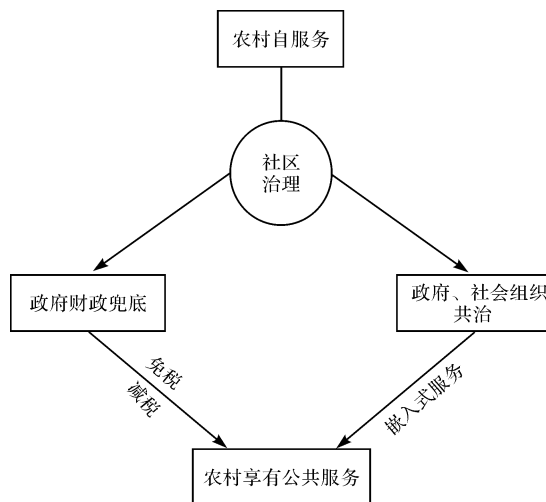 农村自服务
社区
治理
政府财政兜底
政府、社会组织
共治
免税
减税
嵌入式服务
农村享有公共服务